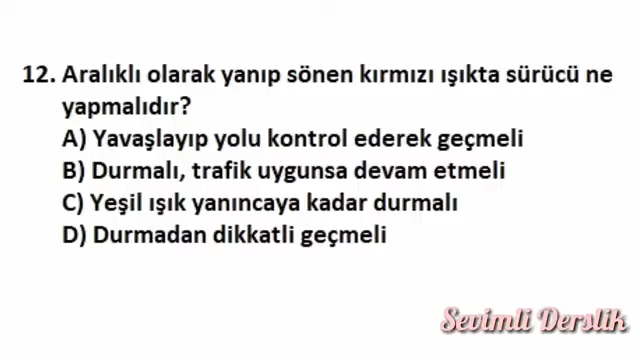 12. Aralıklı olarak yanıp sönen kırmızı ışıkta sürücü ne
yapmalıdır?
A) Yavaşlayıp yolu kontrol ederek geçmeli
B) Durmalı, trafik uygunsa devam etmeli
C) Yeşil ışık yanıncaya kadar durmalı
D) Durmadan dikkatli geçmeli
Sevimli Derslik